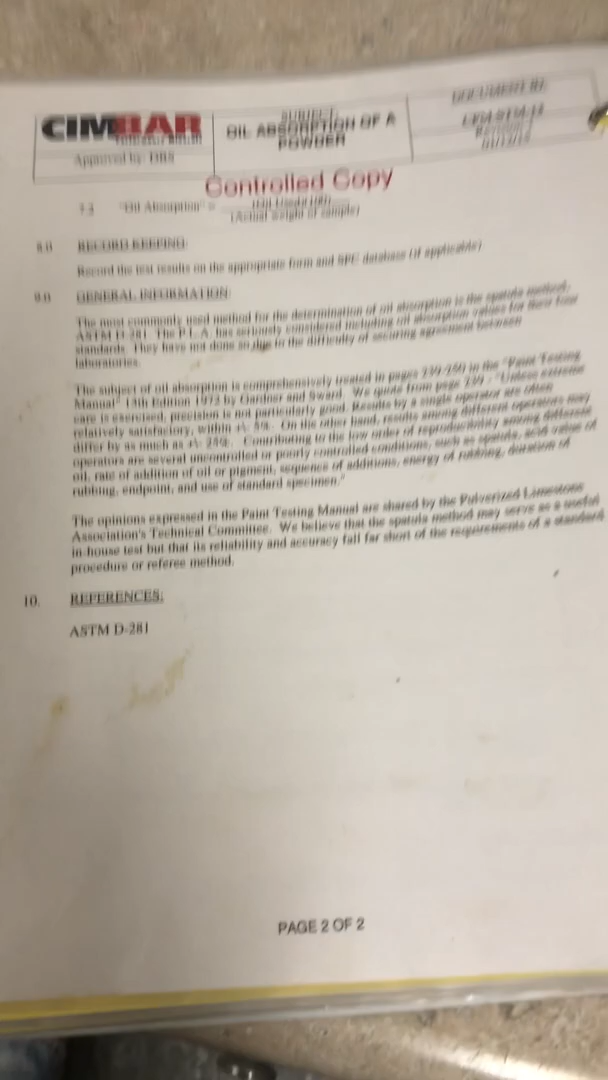 CIMBAR
SUBJECT:
OIL ABSORPTION OF A
POWDER
DOCUMENT ID:
Approved by: DBS
Controlled Copy
"Oil Absorption" =
(Actual weight of sample)
8.0 RECORD KEEPING:
Record the test results on the appropriate form and SPC database (if applicable)
9.0 GENERAL INFORMATION:
The most commonly used method for the determination of oil absorption is the spatula method,
ASTM D-281. The P.L.A. has seriously considered including oil absorption values for their four
standards. They have not done so due to the difficulty of securing agreement between
laboratories.
The subject of oil absorption is comprehensively treated in pages 239-250 in the "Paint Testing
Manual" 13th Edition 1972 by Gardner and Sward. We quote from page 239 - "Unless extreme
care is exercised, precision is not particularly good. Results by a single operator are often
relatively satisfactory, within +/- 5%. On the other hand, results among different operators may
differ by as much as +/- 25%. Contributing to the low order of reproducibility among different
operators are several uncontrolled or poorly controlled conditions, such as spatula, acid value of
oil, rate of addition of oil or pigment, sequence of additions, energy of rubbing, duration of
rubbing, endpoint, and use of standard specimen."
The opinions expressed in the Paint Testing Manual are shared by the Pulverized Limestone
Association's Technical Committee. We believe that the spatula method may serve as a useful
in-house test but that its reliability and accuracy fall far short of the requirements of a standard
procedure or referee method.
10. REFERENCES:
ASTM D-281
PAGE 2 OF 2